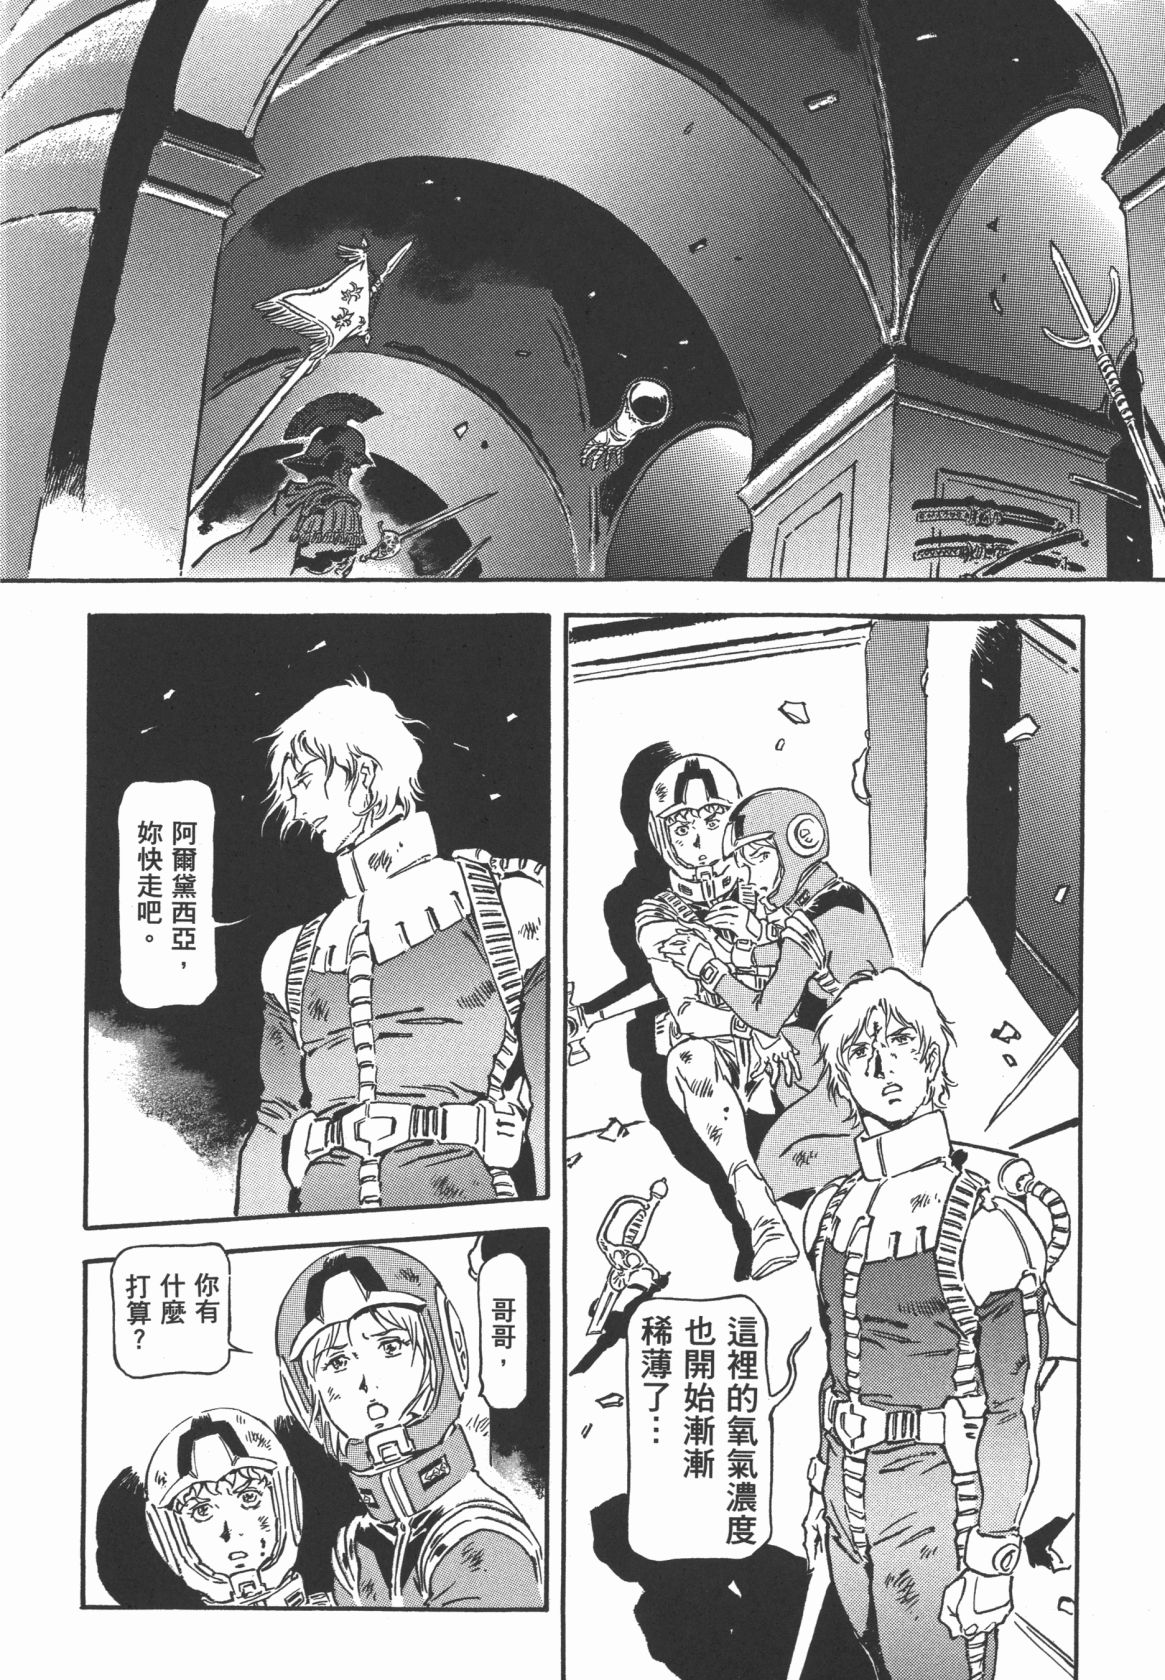 這裡的氧氣濃度
也開始漸漸
稀薄了…
阿爾黛西亞，
妳快走吧。
哥哥，
你有
什麼
打算？